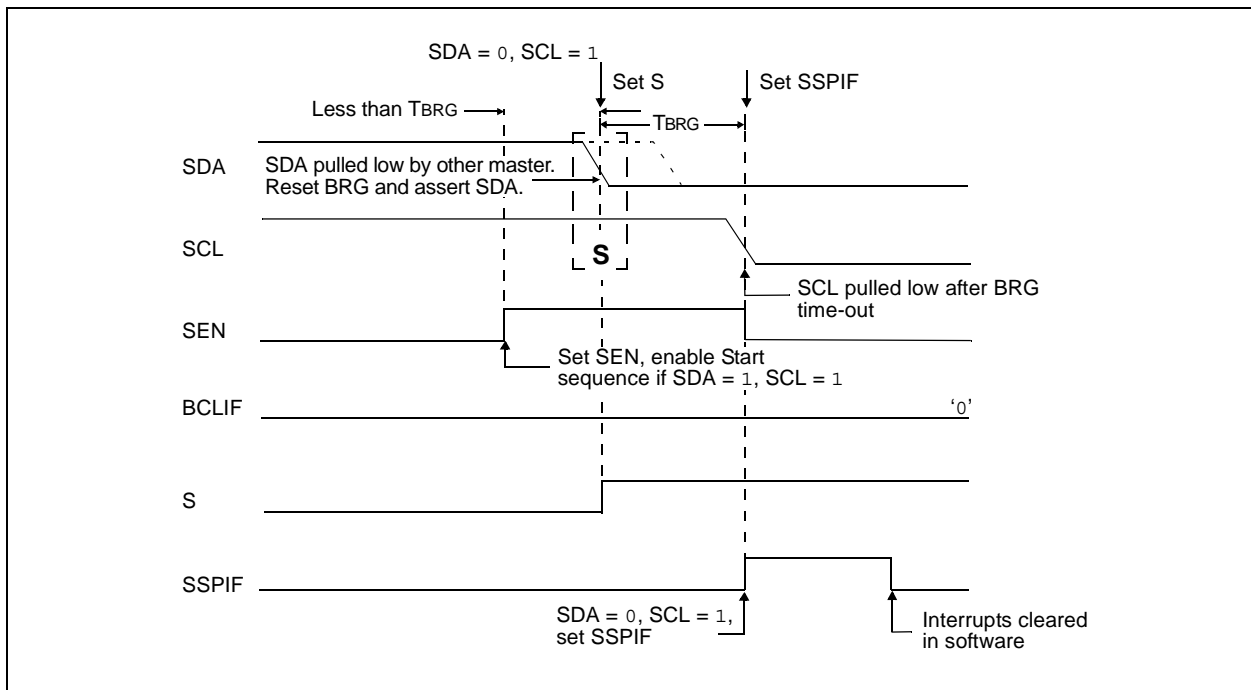 SDA = 0, SCL = 1
Set S
Set SSPIF
Less than TBRG
TBRG
SDA
SDA pulled low by other master.
Reset BRG and assert SDA.
SCL
S
SCL pulled low after BRG
time-out
SEN
Set SEN, enable Start
sequence if SDA = 1, SCL = 1
BCLIF
‘0’
S
SSPIF
SDA = 0, SCL = 1,
set SSPIF
Interrupts cleared
in software